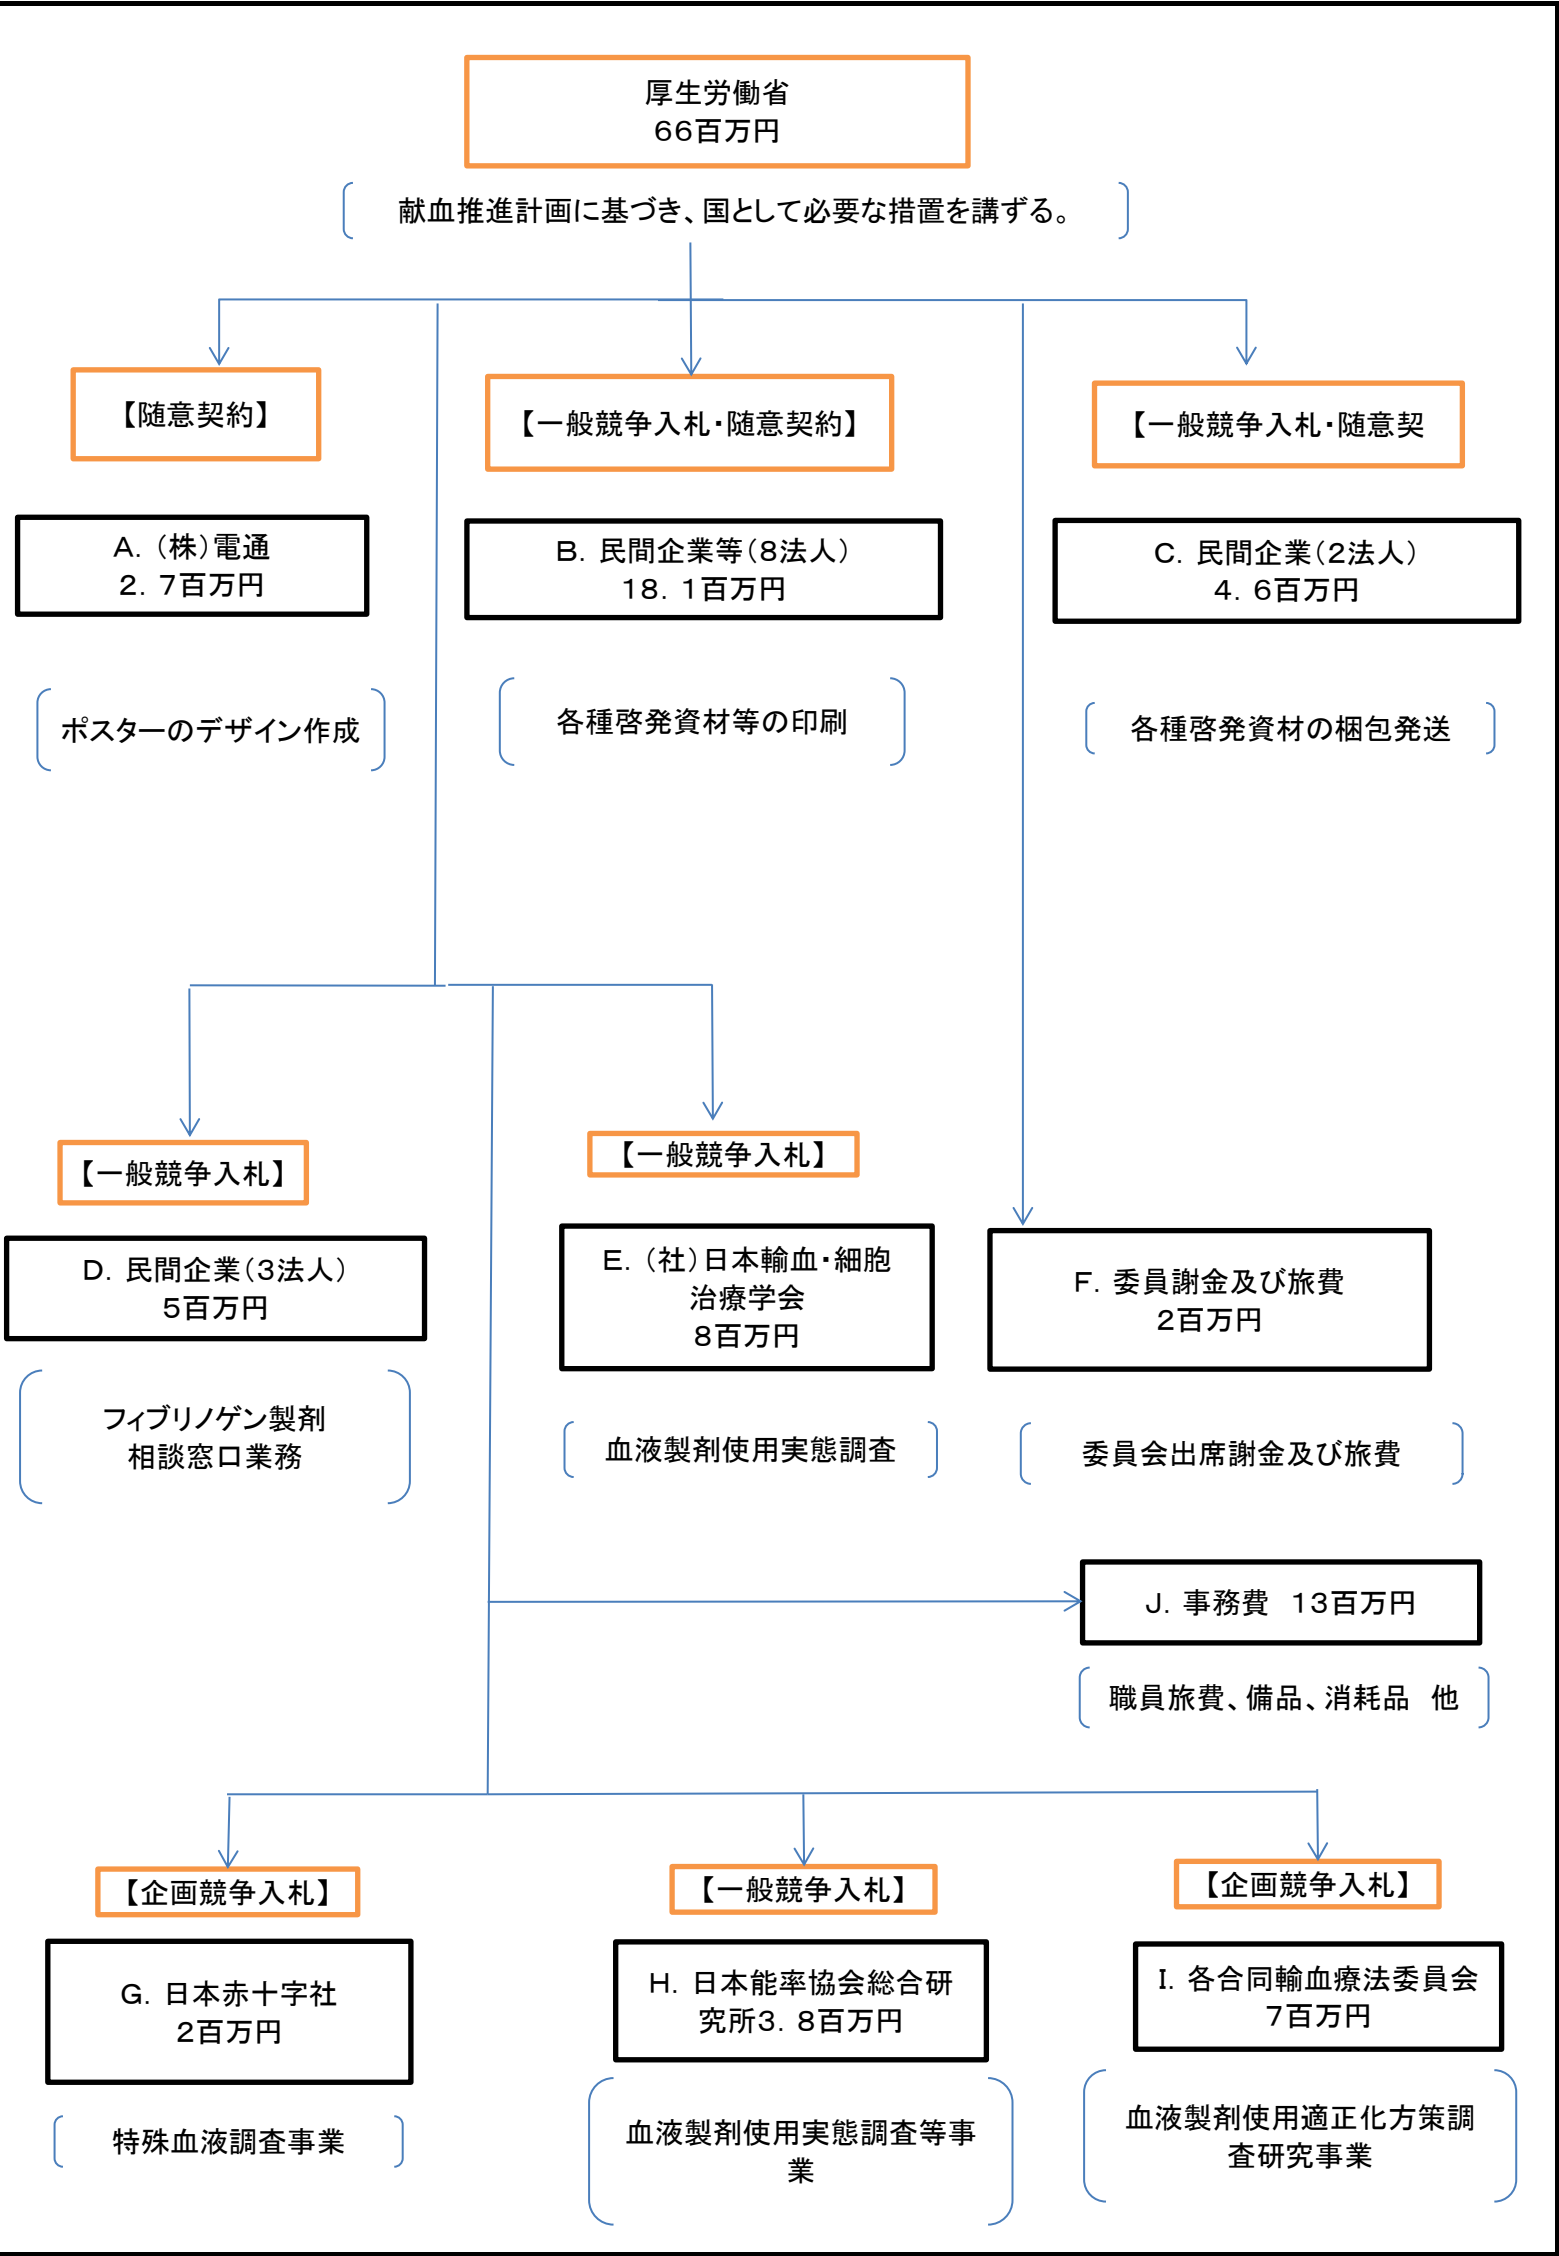 厚生労働省
66百万円
献血推進計画に基づき、国として必要な措置を講ずる。
【随意契約】
【一般競争入札・随意契約】
【一般競争入札・随意契
A．（株）電通
2．7百万円
B．民間企業等（8法人）
18．1百万円
C．民間企業（2法人）
4．6百万円
ポスターのデザイン作成
各種啓発資材等の印刷
各種啓発資材の梱包発送
【一般競争入札】
【一般競争入札】
D．民間企業（3法人）
5百万円
E．（社）日本輸血・細胞
治療学会
8百万円
F．委員謝金及び旅費
2百万円
フィブリノゲン製剤
相談窓口業務
血液製剤使用実態調査
委員会出席謝金及び旅費
J．事務費　13百万円
職員旅費、備品、消耗品　他
【企画競争入札】
【一般競争入札】
【企画競争入札】
G．日本赤十字社
2百万円
H．日本能率協会総合研
究所3．8百万円
I．各合同輸血療法委員会
7百万円
特殊血液調査事業
血液製剤使用実態調査等事
業
血液製剤使用適正化方策調
査研究事業